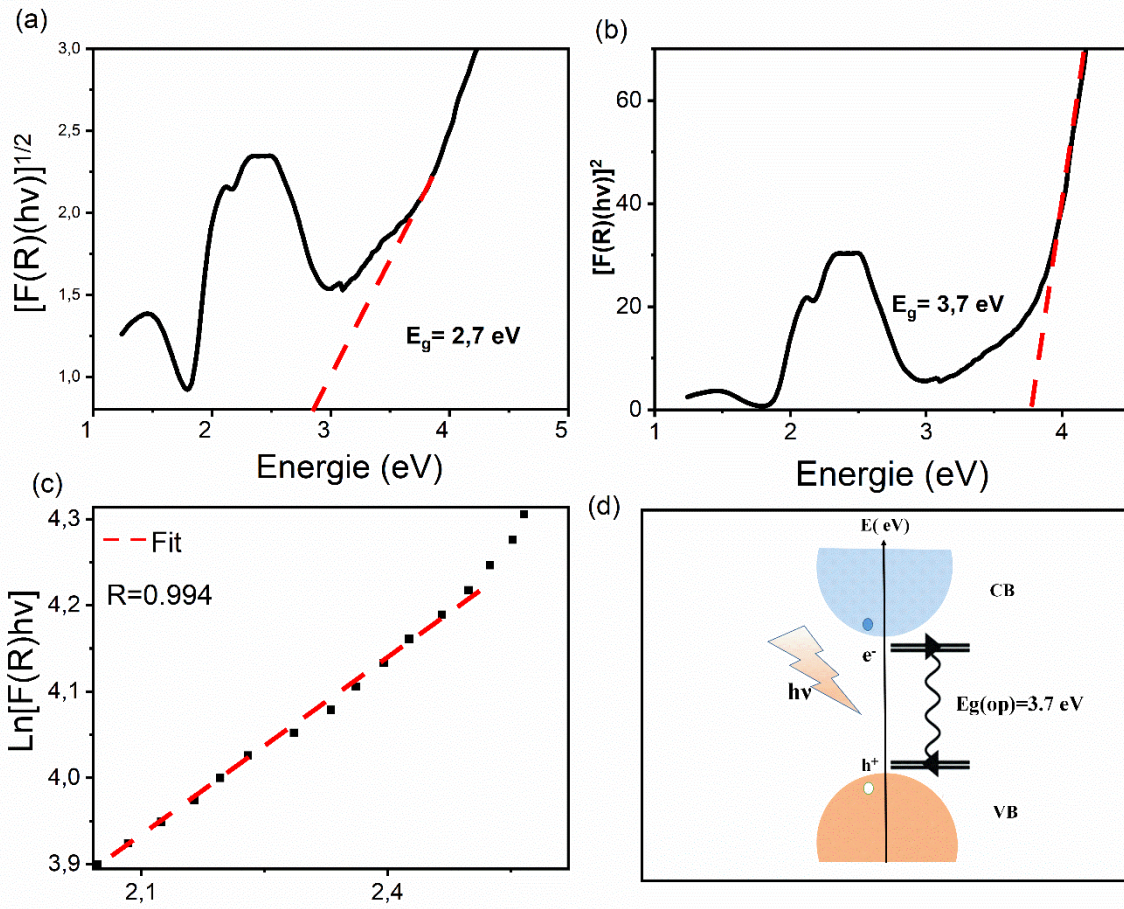 (a)
3,0
2,5
2,0
1,5
1,0
[F(R)(hν)]¹ᐟ²
E_g= 2,7 eV
1 2 3 4 5
Energie (eV)
(b)
60
40
20
0
[F(R)(hν)]²
E_g= 3,7 eV
1 2 3 4
Energie (eV)
(c)
4,3
4,2
4,1
4,0
3,9
Ln[F(R)hν]
Fit
R=0.994
2,1 2,4
(d)
E( eV)
CB
e⁻
hν
Eg(op)=3.7 eV
h⁺
VB